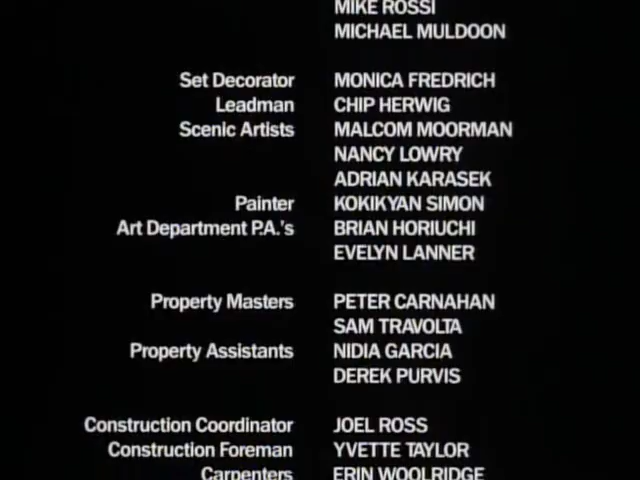 MIKE ROSSI
MICHAEL MULDOON
Set Decorator MONICA FREDRICH
Leadman CHIP HERWIG
Scenic Artists MALCOM MOORMAN
NANCY LOWRY
ADRIAN KARASEK
Painter KOKIKYAN SIMON
Art Department P.A.'s BRIAN HORIUCHI
EVELYN LANNER
Property Masters PETER CARNAHAN
SAM TRAVOLTA
Property Assistants NIDIA GARCIA
DEREK PURVIS
Construction Coordinator JOEL ROSS
Construction Foreman YVETTE TAYLOR
Carpenters ERIN WOOLRIDGE